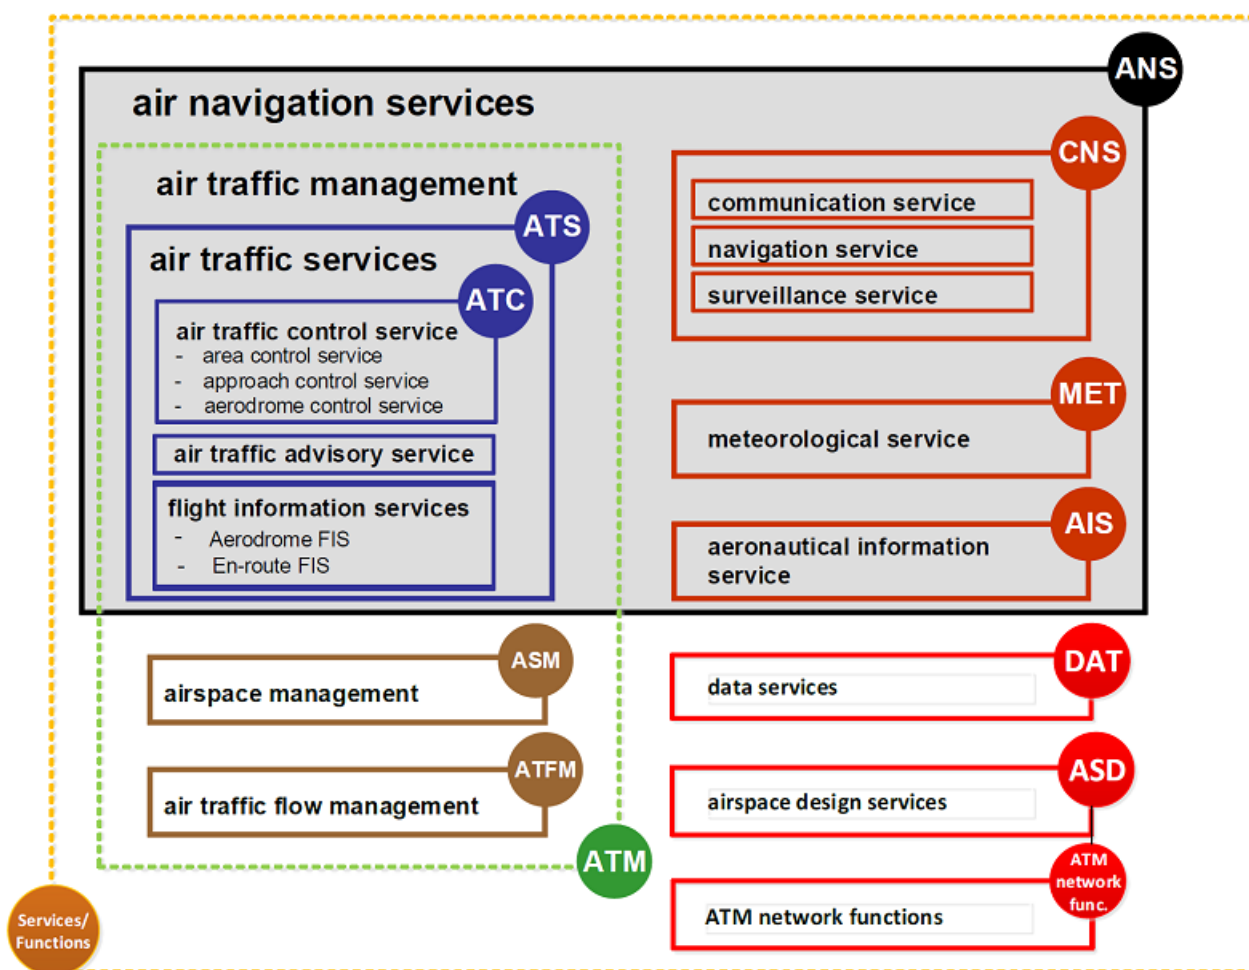 ANS
air navigation services
air traffic management
ATS
air traffic services
ATC
air traffic control service
- area control service
- approach control service
- aerodrome control service
air traffic advisory service
flight information services
- Aerodrome FIS
- En-route FIS
CNS
communication service
navigation service
surveillance service
MET
meteorological service
AIS
aeronautical information
service
ASM
airspace management
ATFM
air traffic flow management
ATM
DAT
data services
ASD
airspace design services
ATM
network
func.
ATM network functions
Services/
Functions